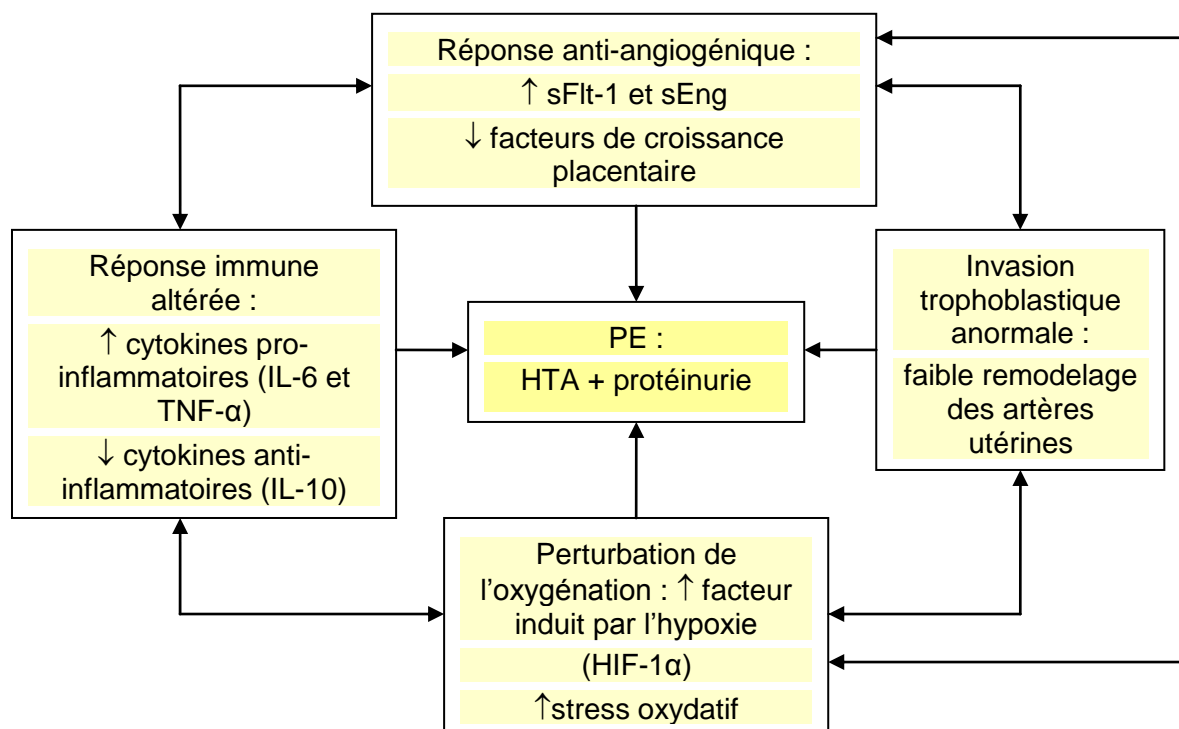 Réponse anti-angiogénique :
↑ sFlt-1 et sEng
↓ facteurs de croissance
placentaire
Réponse immune
altérée :
↑ cytokines pro-
inflammatoires (IL-6 et
TNF-α)
↓ cytokines anti-
inflammatoires (IL-10)
PE :
HTA + protéinurie
Invasion
trophoblastique
anormale :
faible remodelage
des artères
utérines
Perturbation de
l’oxygénation : ↑ facteur
induit par l’hypoxie
(HIF-1α)
↑stress oxydatif